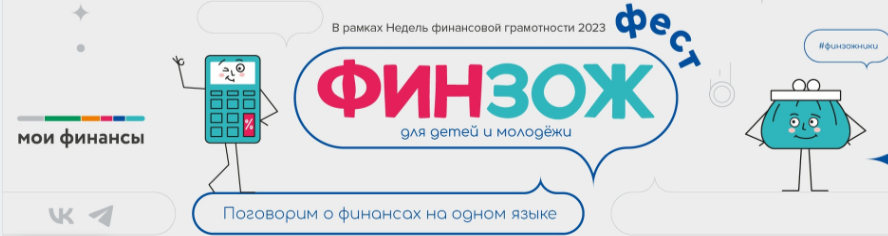 В рамках Недель финансовой грамотности 2023
фест
#финзожники
ФИНЗОЖ
для детей и молодёжи
%
мои финансы
Поговорим о финансах на одном языке